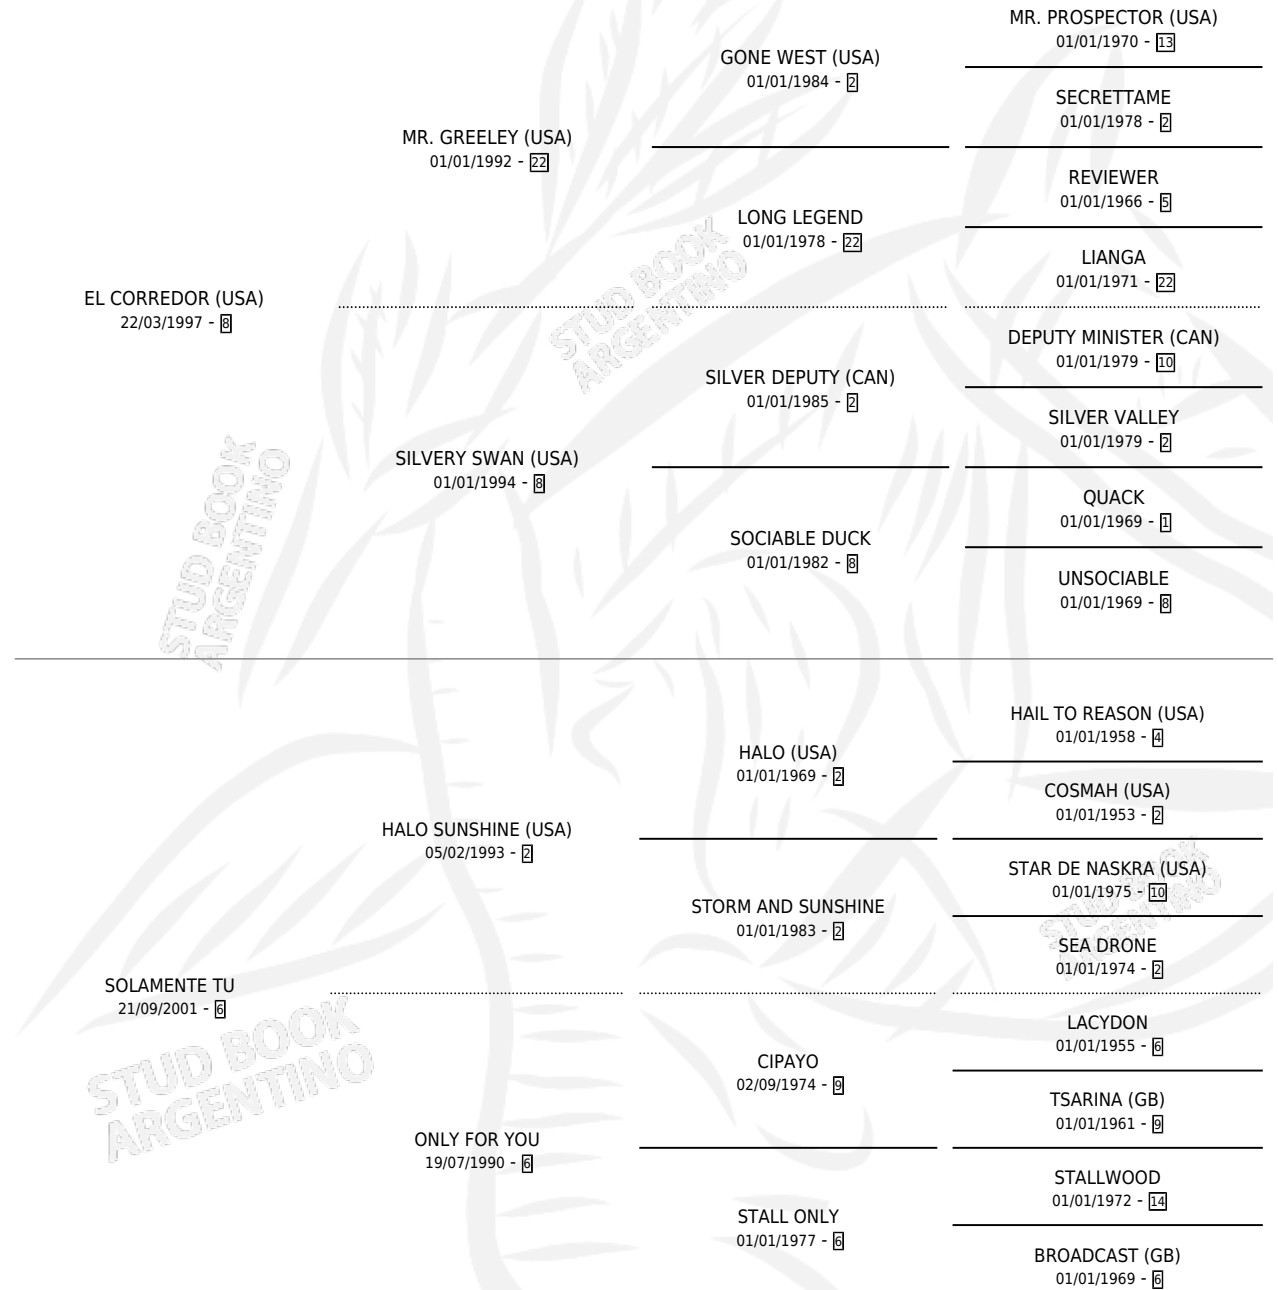 MR. PROSPECTOR (USA)
01/01/1970 - 13
GONE WEST (USA)
01/01/1984 - 2
SECRETTAME
01/01/1978 - 2
MR. GREELEY (USA)
01/01/1992 - 22
REVIEWER
01/01/1966 - 5
LONG LEGEND
01/01/1978 - 22
LIANGA
01/01/1971 - 22
EL CORREDOR (USA)
22/03/1997 - 8
DEPUTY MINISTER (CAN)
01/01/1979 - 10
SILVER DEPUTY (CAN)
01/01/1985 - 2
SILVER VALLEY
01/01/1979 - 2
SILVERY SWAN (USA)
01/01/1994 - 8
QUACK
01/01/1969 - 1
SOCIABLE DUCK
01/01/1982 - 8
UNSOCIABLE
01/01/1969 - 8
HAIL TO REASON (USA)
01/01/1958 - 4
HALO (USA)
01/01/1969 - 2
COSMAH (USA)
01/01/1953 - 2
HALO SUNSHINE (USA)
05/02/1993 - 2
STAR DE NASKRA (USA)
01/01/1975 - 10
STORM AND SUNSHINE
01/01/1983 - 2
SEA DRONE
01/01/1974 - 2
SOLAMENTE TU
21/09/2001 - 6
LACYDON
01/01/1955 - 6
CIPAYO
02/09/1974 - 9
TSARINA (GB)
01/01/1961 - 9
ONLY FOR YOU
19/07/1990 - 6
STALLWOOD
01/01/1972 - 14
STALL ONLY
01/01/1977 - 6
BROADCAST (GB)
01/01/1969 - 6
STUD BOOK
ARGENTINO
STUD BOOK
ARGENTINO
STUD BOOK
ARGENTINO
STUD BOOK
ARGENTINO